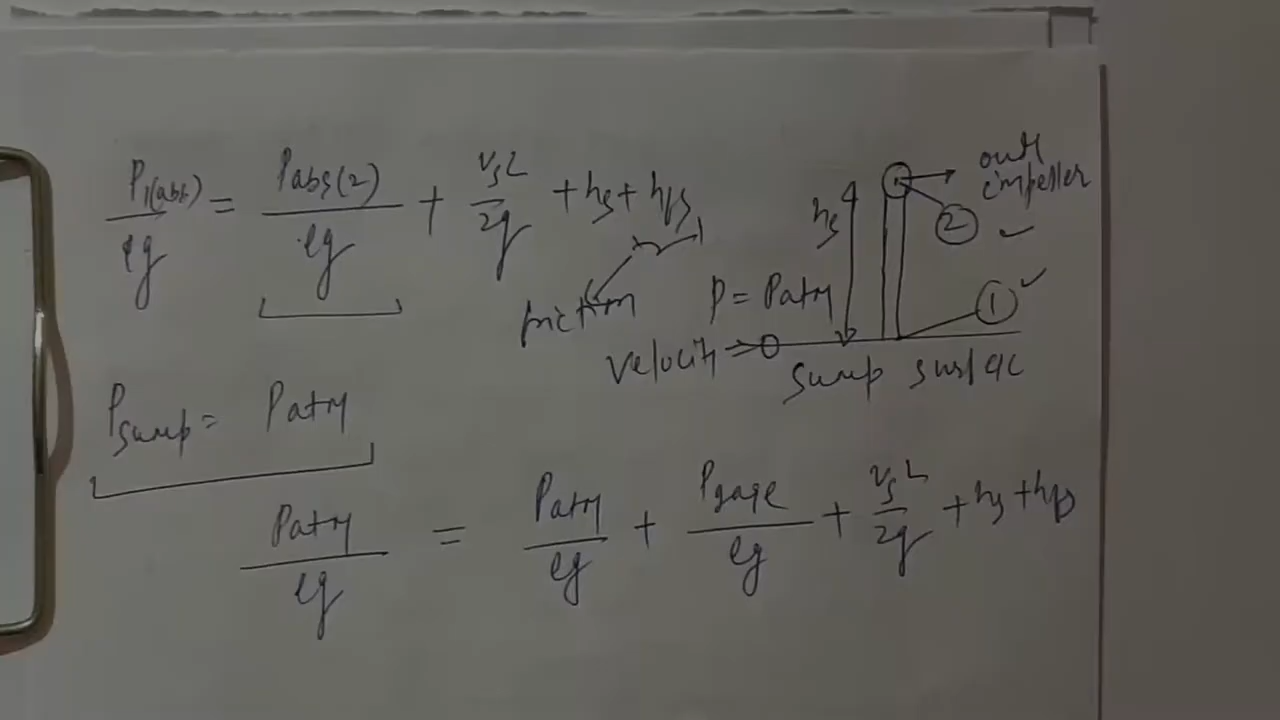 P1(abs)/ρg = Pabs(2)/ρg + Vs²/2g + hs + hfs
friction
our impeller
hs
2
P = Patm
1
velocity ⇒ 0
sump surface
Psump = Patm
Patm/ρg = Patm/ρg + Pgage/ρg + Vs²/2g + hs + hfs